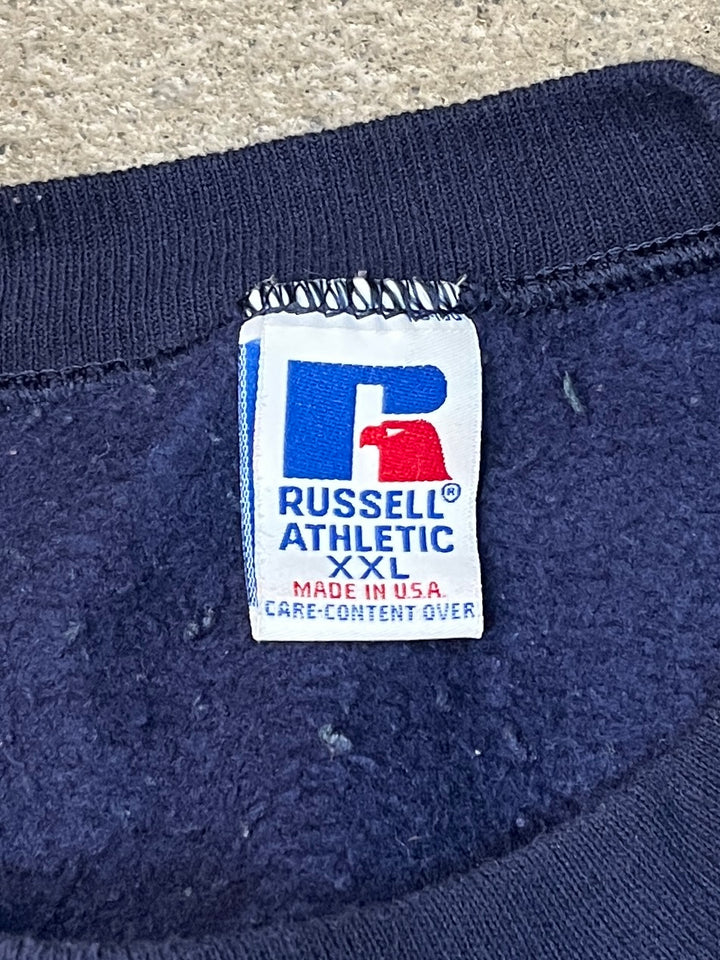 R
RUSSELL®
ATHLETIC
XXL
MADE IN U.S.A.
CARE-CONTENT OVER